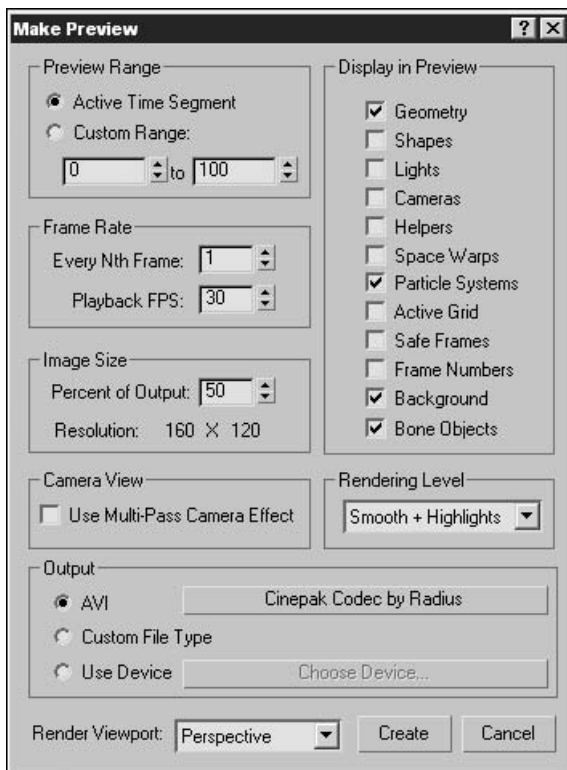 Make Preview
Preview Range
Active Time Segment
Custom Range:
0 to 100
Frame Rate
Every Nth Frame: 1
Playback FPS: 30
Image Size
Percent of Output: 50
Resolution: 160 X 120
Display in Preview
Geometry
Shapes
Lights
Cameras
Helpers
Space Warps
Particle Systems
Active Grid
Safe Frames
Frame Numbers
Background
Bone Objects
Camera View
Use Multi-Pass Camera Effect
Rendering Level
Smooth + Highlights
Output
AVI Cinepak Codec by Radius
Custom File Type
Use Device Choose Device...
Render Viewport: Perspective Create Cancel